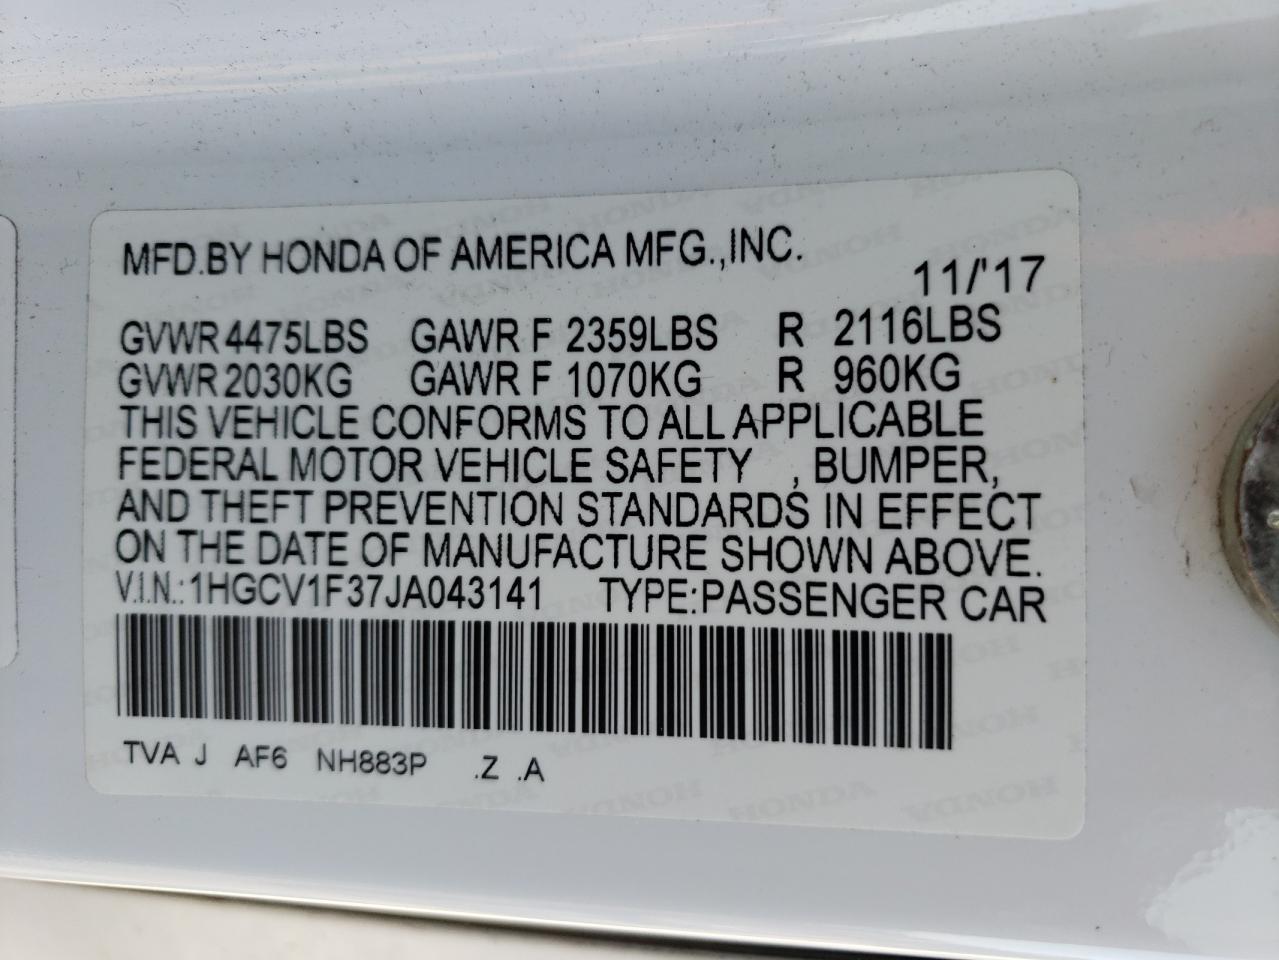 MFD.BY HONDA OF AMERICA MFG.,INC.
11/'17
GVWR 4475LBS GAWR F 2359LBS R 2116LBS
GVWR 2030KG GAWR F 1070KG R 960KG
THIS VEHICLE CONFORMS TO ALL APPLICABLE
FEDERAL MOTOR VEHICLE SAFETY , BUMPER,
AND THEFT PREVENTION STANDARDS IN EFFECT
ON THE DATE OF MANUFACTURE SHOWN ABOVE.
V.I.N.: 1HGCV1F37JA043141 TYPE:PASSENGER CAR
TVA J AF6 NH883P .Z .A